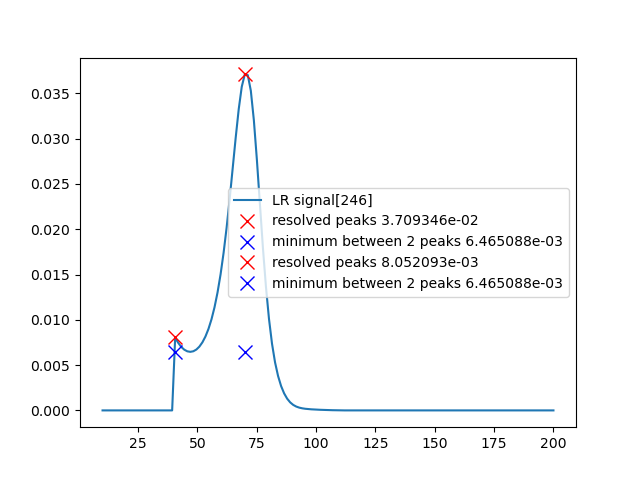 0.035
0.030
0.025
0.020
0.015
0.010
0.005
0.000
LR signal[246]
resolved peaks 3.709346e-02
minimum between 2 peaks 6.465088e-03
resolved peaks 8.052093e-03
minimum between 2 peaks 6.465088e-03
25 50 75 100 125 150 175 200